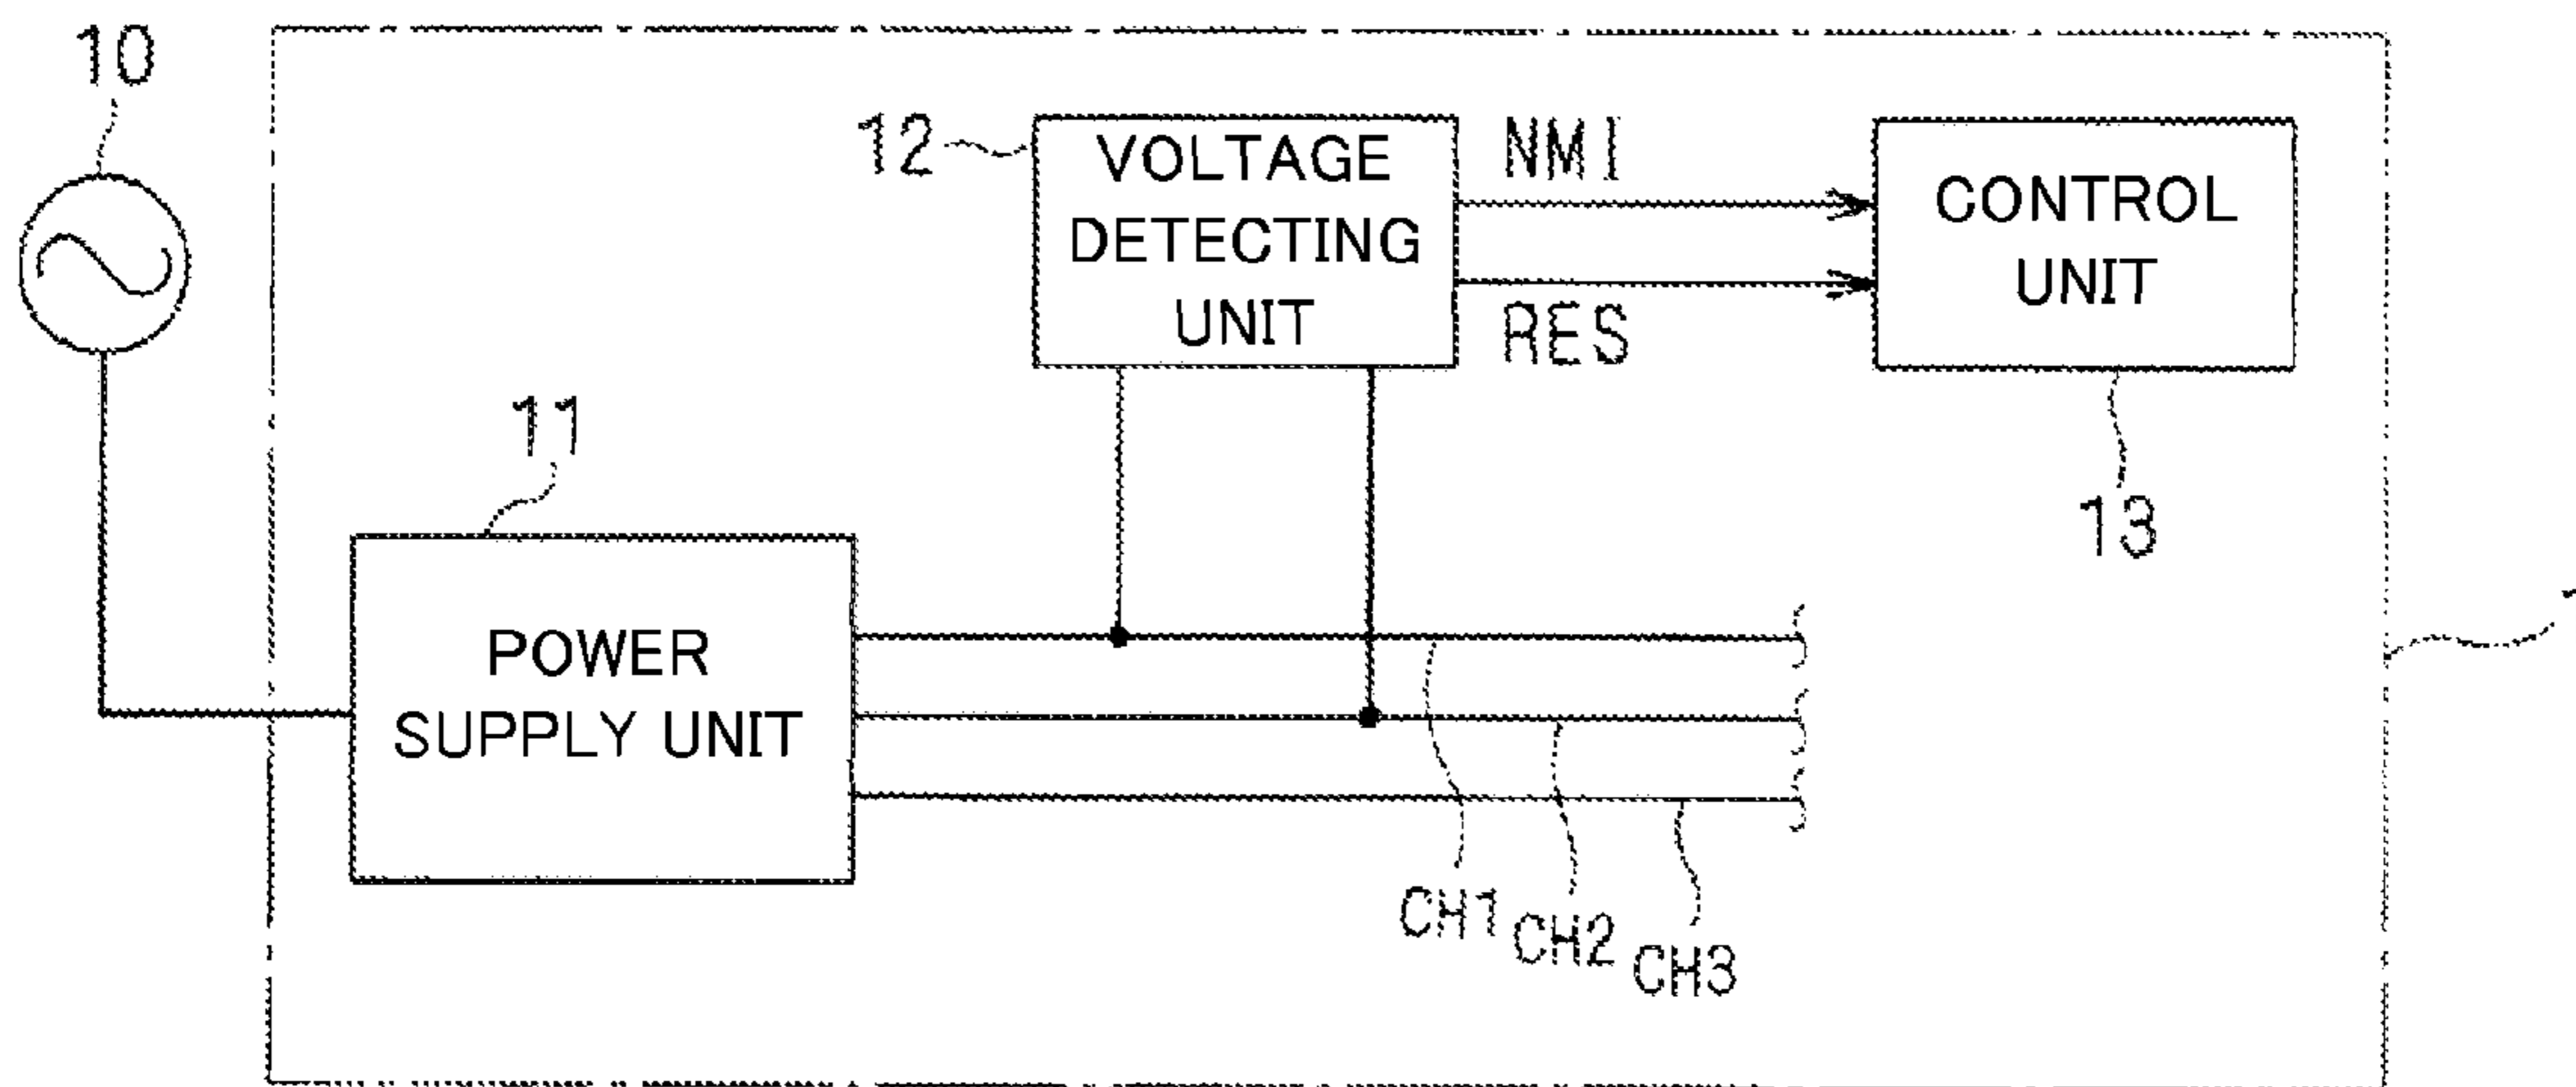 10
12
VOLTAGE
DETECTING
UNIT
NMI
RES
CONTROL
UNIT
11
13
POWER
SUPPLY UNIT
CH1
CH2
CH3